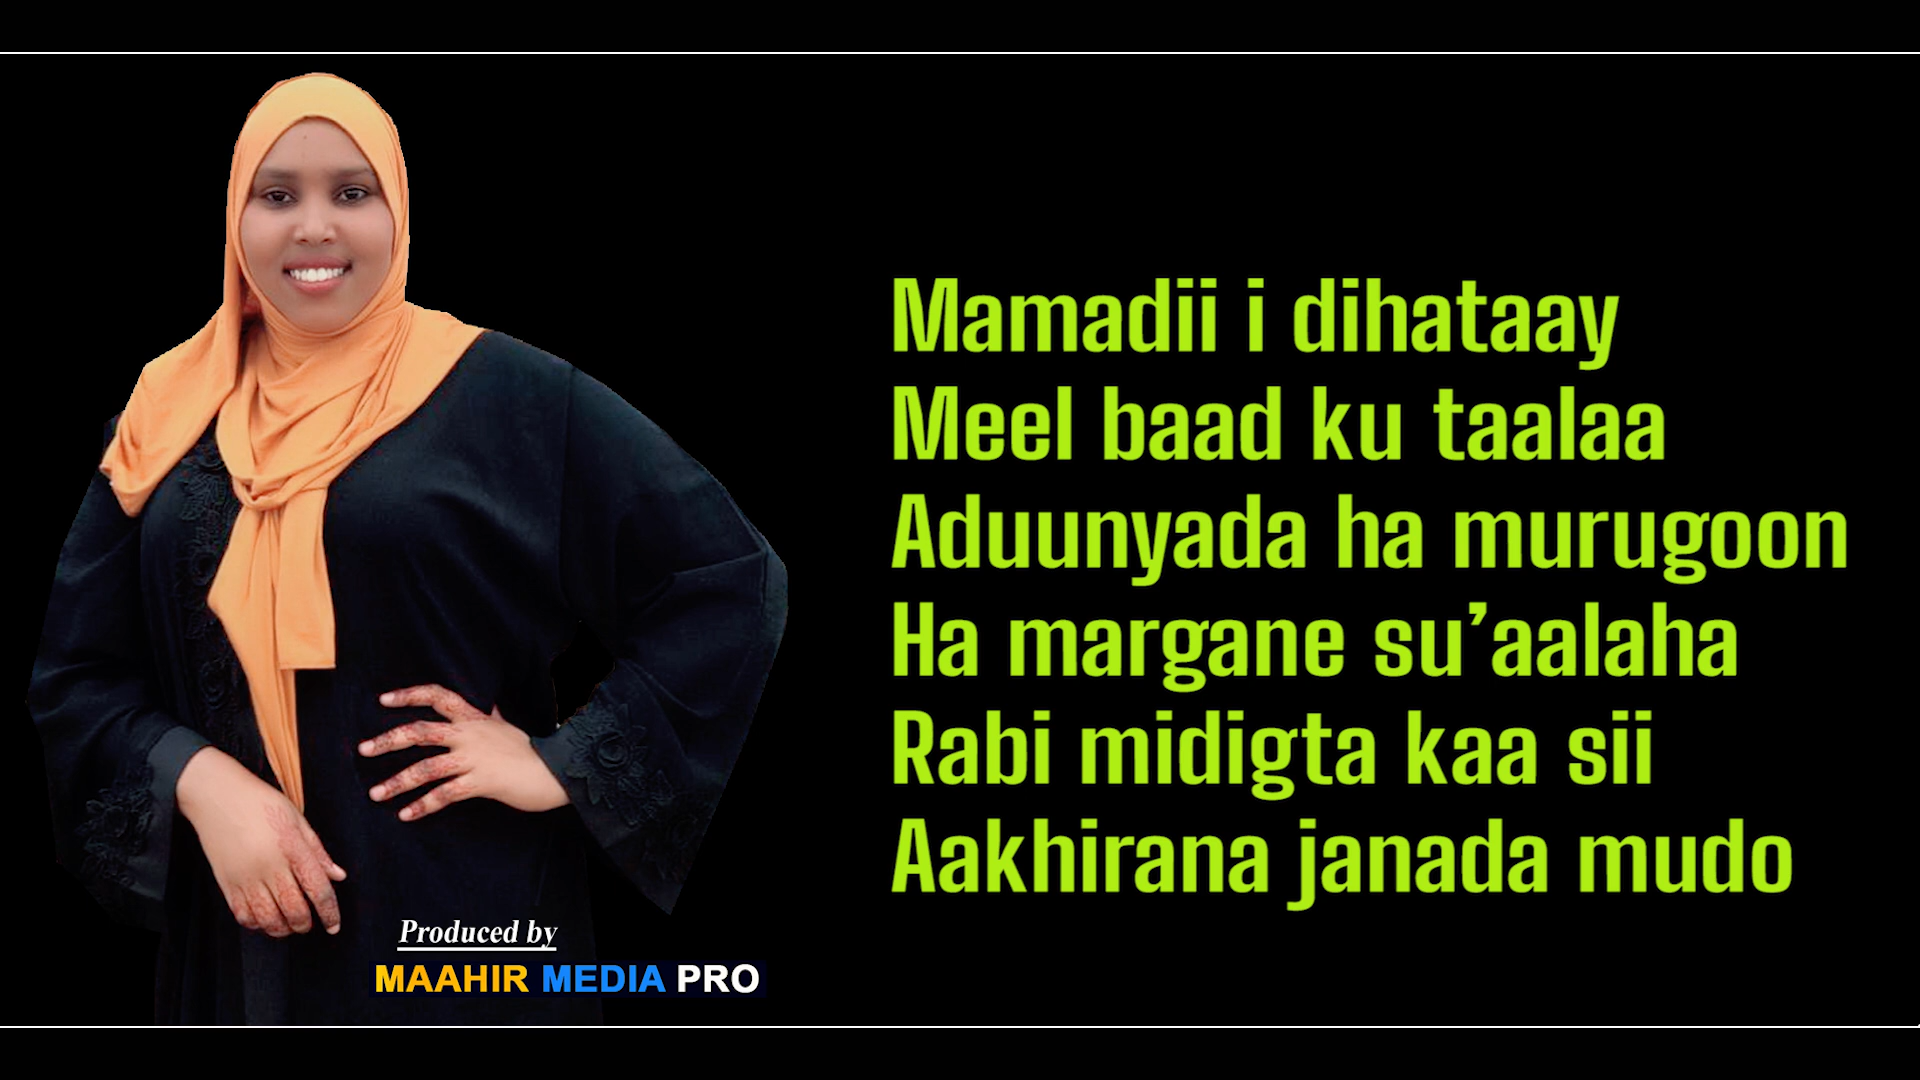 Mamadii i dihataay
Meel baad ku taalaa
Aduunyada ha murugoon
Ha margane su’aalaha
Rabi midigta kaa sii
Aakhirana janada mudo
Produced by
MAAHIR MEDIA PRO